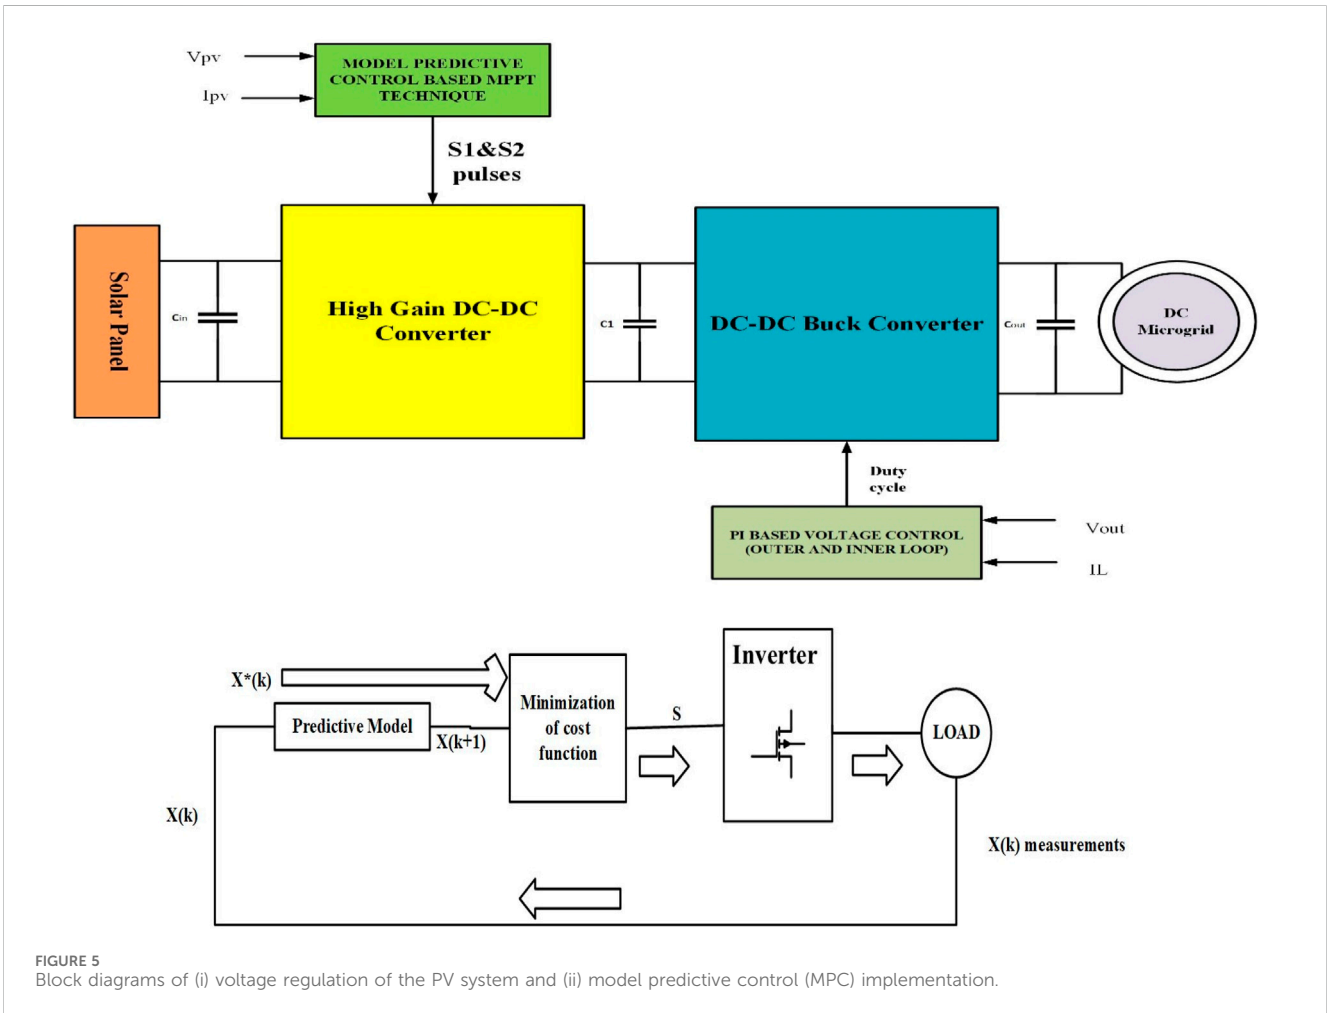 Vpv
Ipv
MODEL PREDICTIVE
CONTROL BASED MPPT
TECHNIQUE
S1&S2
pulses
Solar Panel
Cin
High Gain DC-DC
Converter
C1
DC-DC Buck Converter
Cout
DC
Microgrid
Duty
cycle
PI BASED VOLTAGE CONTROL
(OUTER AND INNER LOOP)
Vout
IL
X*(k)
Predictive Model
X(k+1)
Minimization
of cost
function
S
Inverter
LOAD
X(k)
X(k) measurements
FIGURE 5
Block diagrams of (i) voltage regulation of the PV system and (ii) model predictive control (MPC) implementation.